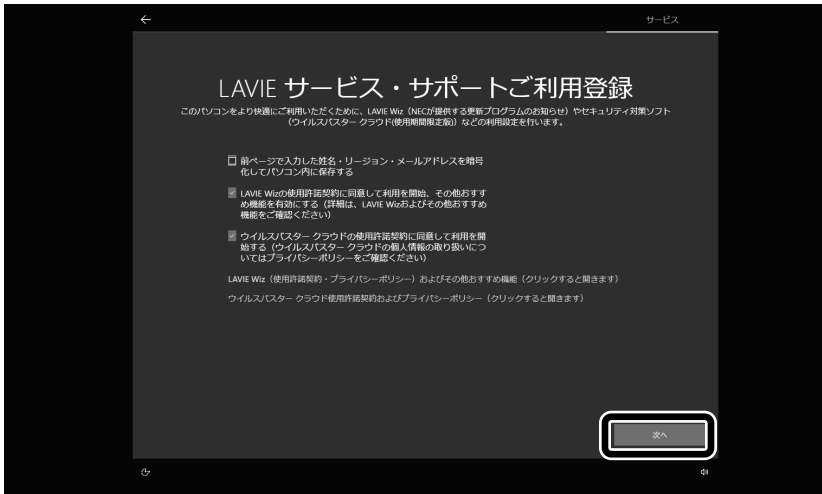 サービス
LAVIE サービス・サポートご利用登録
このパソコンをより快適にご利用いただくために、LAVIE Wiz（NECが提供する更新プログラムのお知らせ）やセキュリティ対策ソフト
（ウイルスバスター クラウド(使用期間限定版)）などの利用設定を行います。
前ページで入力した姓名・リージョン・メールアドレスを暗号
化してパソコン内に保存する
LAVIE Wizの使用許諾契約に同意して利用を開始、その他おすす
め機能を有効にする（詳細は、LAVIE Wizおよびその他おすすめ
機能をご確認ください）
ウイルスバスター クラウドの使用許諾契約に同意して利用を開
始する（ウイルスバスター クラウドの個人情報の取り扱いにつ
いてはプライバシーポリシーをご確認ください）
LAVIE Wiz（使用許諾契約・プライバシーポリシー）およびその他おすすめ機能（クリックすると開きます）
ウイルスバスター クラウド使用許諾契約およびプライバシーポリシー（クリックすると開きます）
次へ